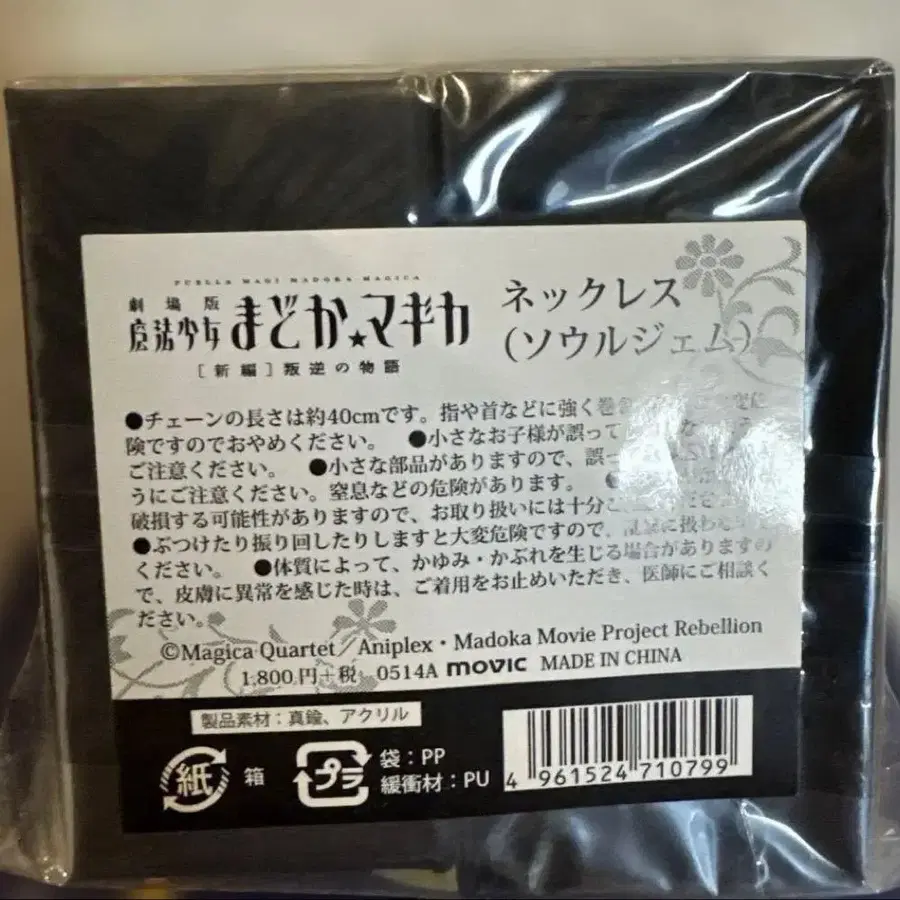 PUELLA MAGI MADOKA MAGICA
劇場版
魔法少女まどか★マギカ
［新編］叛逆の物語
ネックレス
(ソウルジェム)
●チェーンの長さは約40cmです。指や首などに強く巻き
険ですのでおやめください。 ●小さなお子様が誤って
ご注意ください。 ●小さな部品がありますので、誤っ
うにご注意ください。窒息などの危険があります。 ●
破損する可能性がありますので、お取り扱いには十分ご
●ぶつけたり振り回したりしますと大変危険ですので、乱暴に扱わ
ください。 ●体質によって、かゆみ・かぶれを生じる場合がありますの
で、皮膚に異常を感じた時は、ご着用をお止めいただき、医師にご相談く
ださい。
©Magica Quartet／Aniplex・Madoka Movie Project Rebellion
1,800円+税 0514A movic MADE IN CHINA
製品素材：真鍮、アクリル
紙 箱
プラ 袋：PP
緩衝材：PU
4 961524 710799